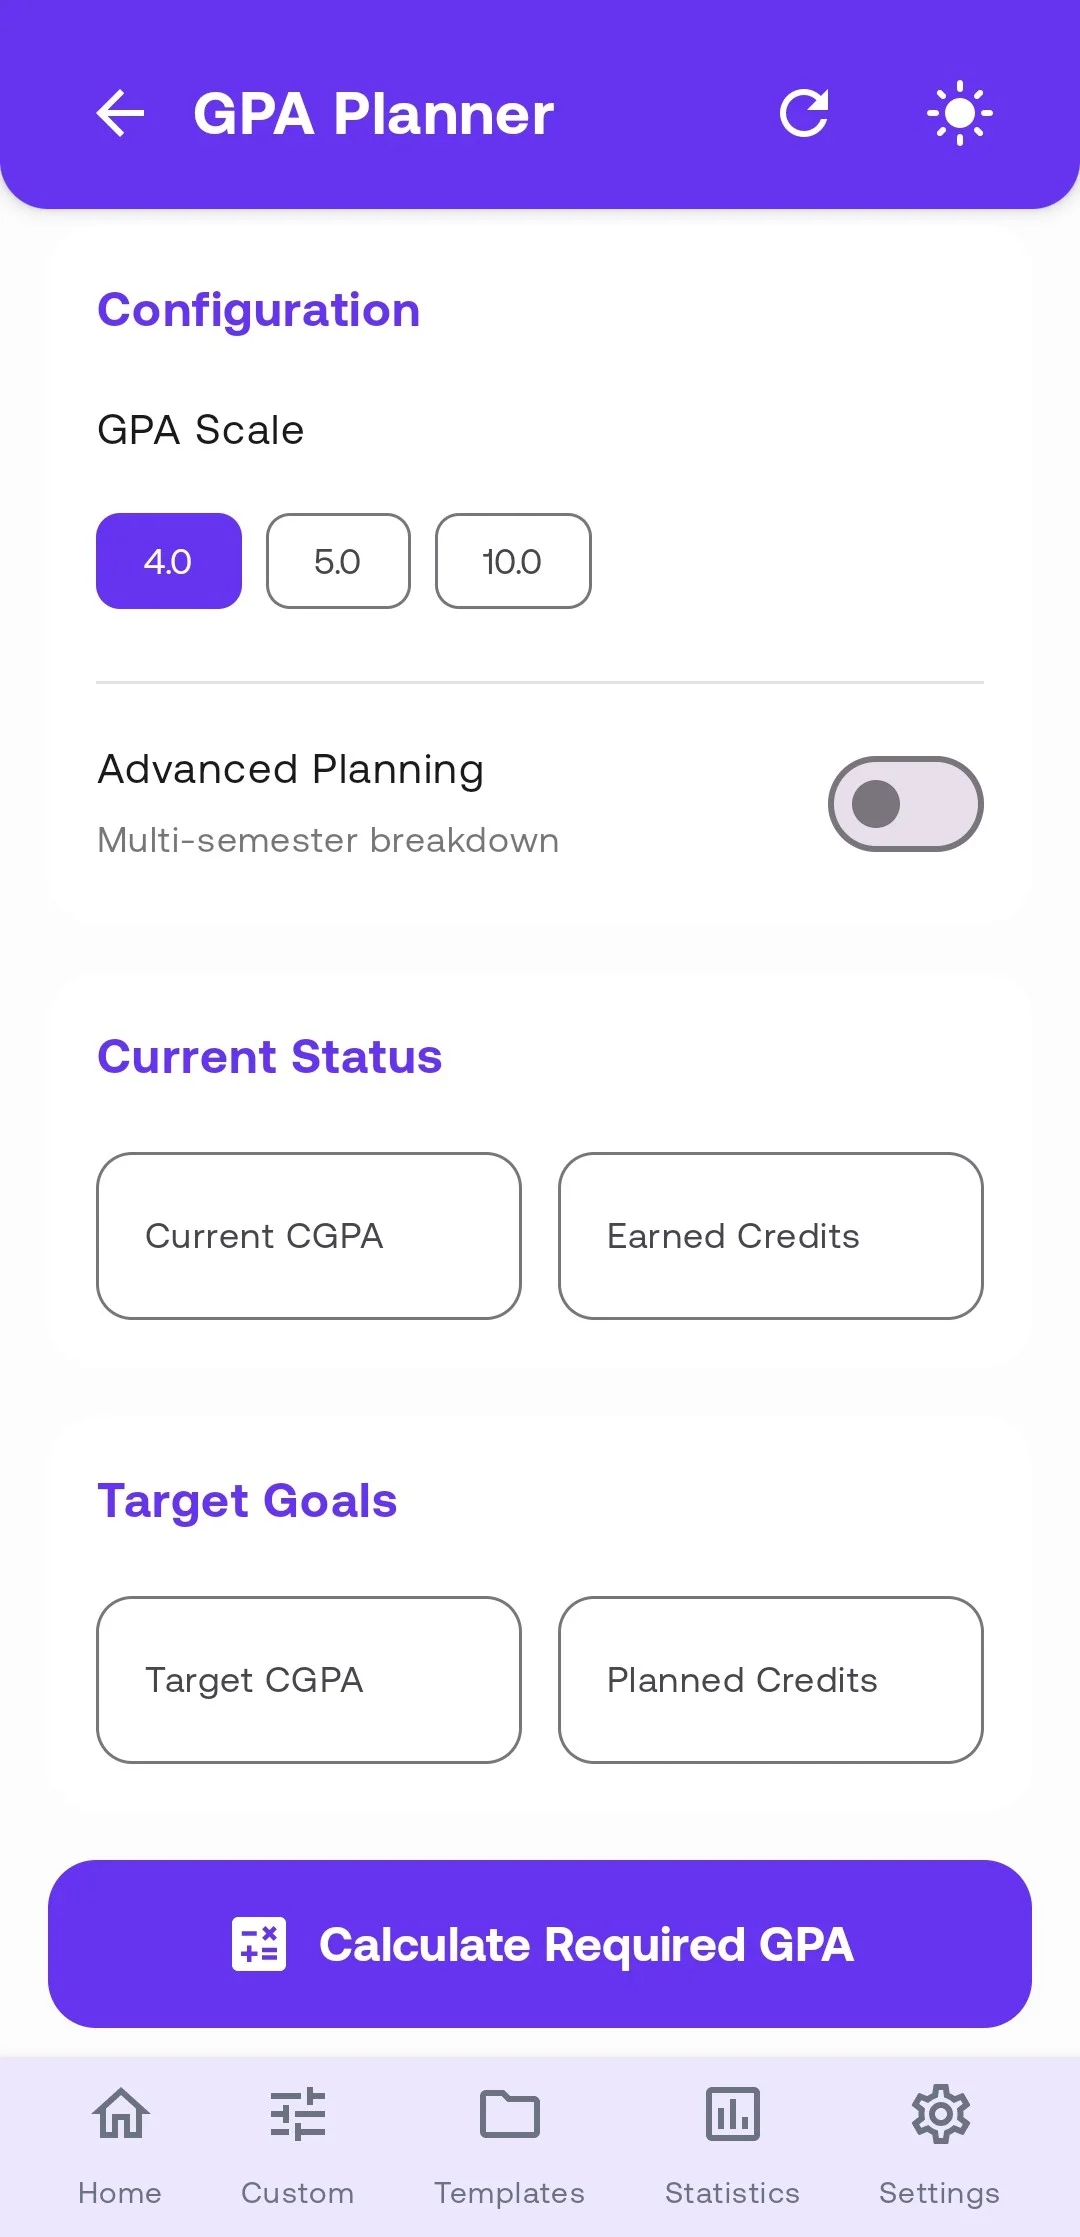 GPA Planner
Configuration
GPA Scale
4.0 5.0 10.0
Advanced Planning
Multi-semester breakdown
Current Status
Current CGPA Earned Credits
Target Goals
Target CGPA Planned Credits
Calculate Required GPA
Home Custom Templates Statistics Settings